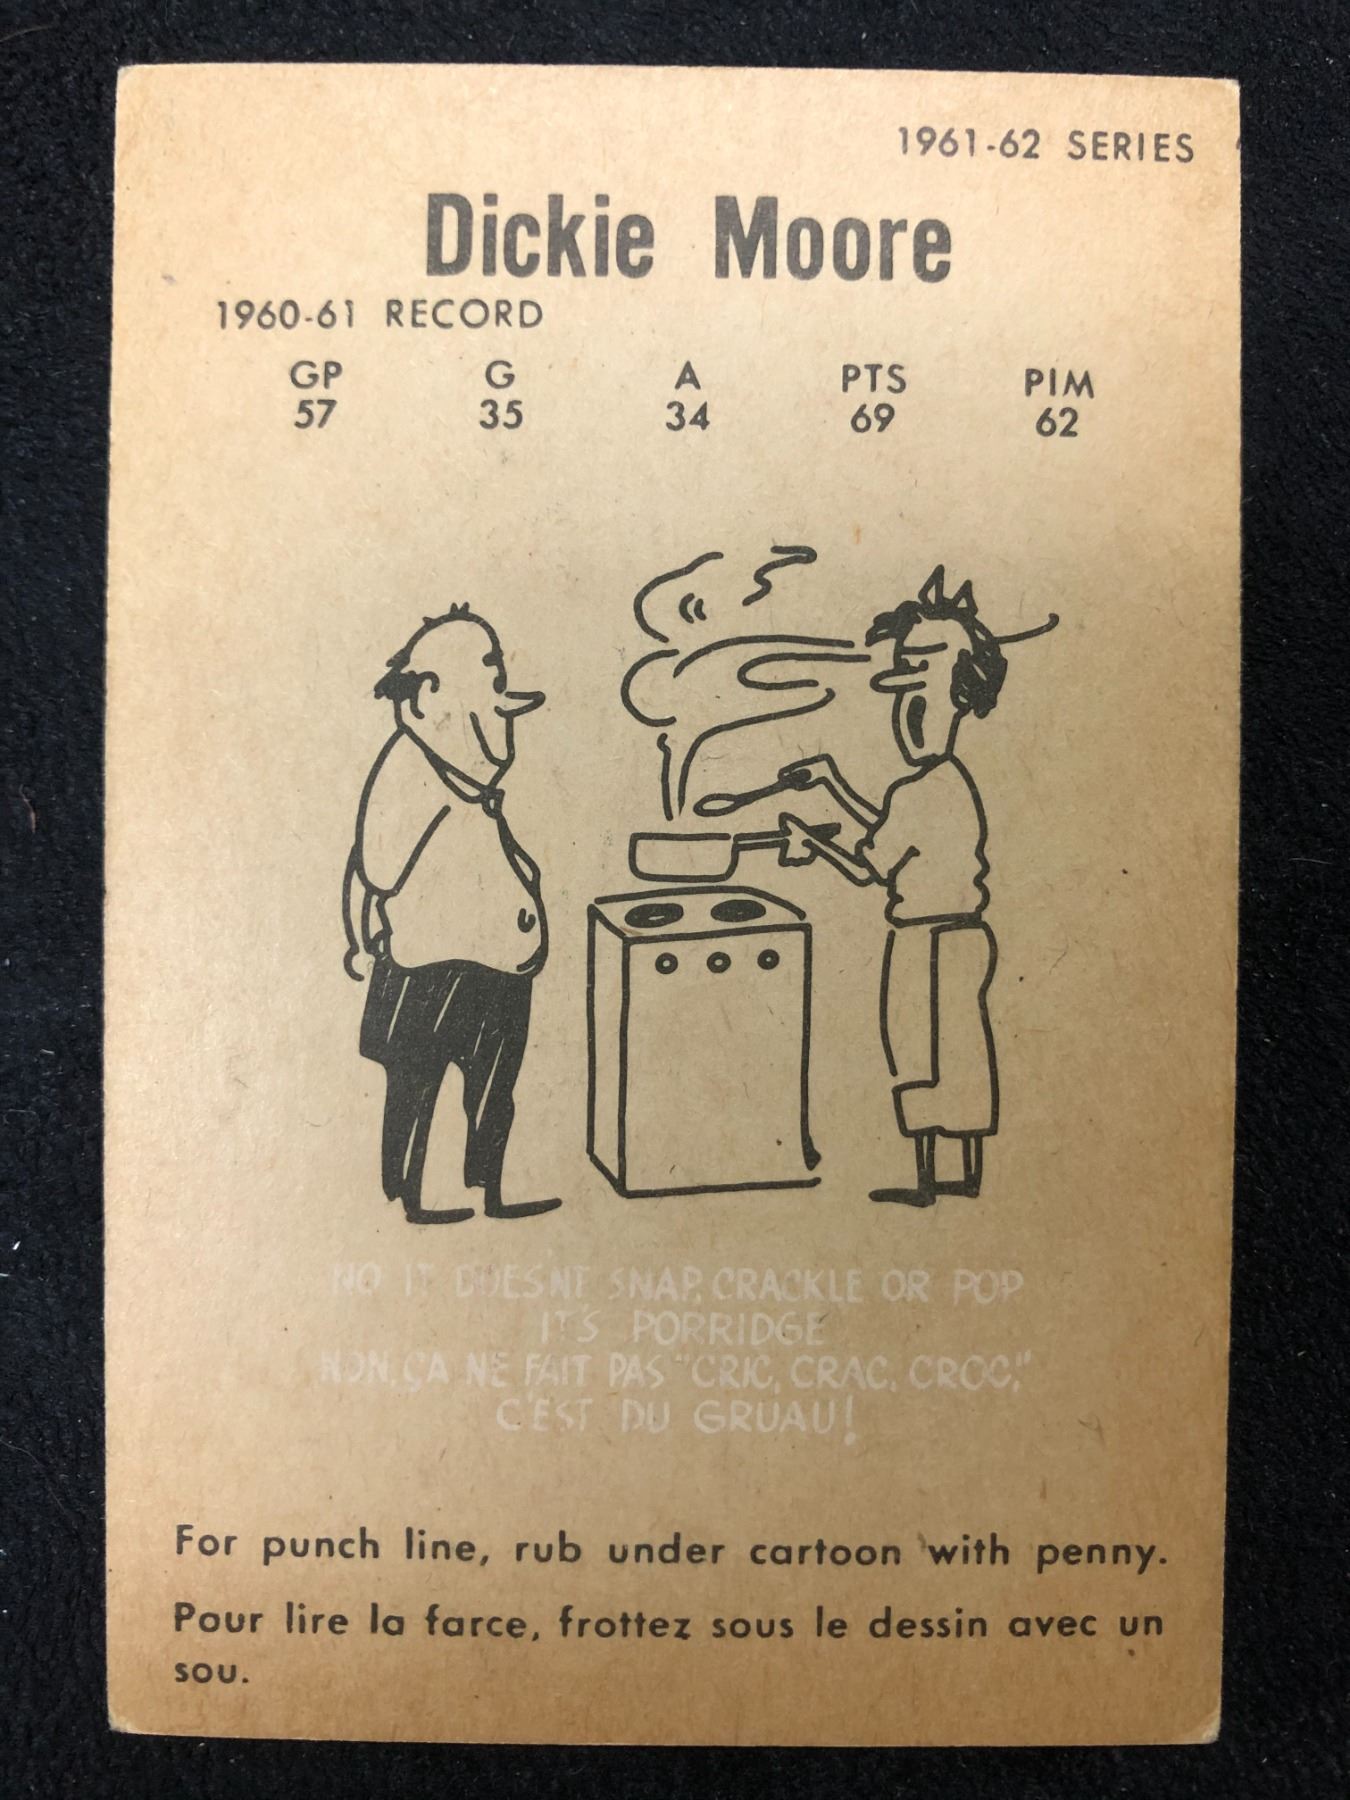 1961-62 SERIES
Dickie Moore
1960-61 RECORD
GP G A PTS PIM
57 35 34 69 62
NO IT DOESNT SNAP, CRACKLE OR POP
IT'S PORRIDGE
NON, ÇA NE FAIT PAS "CRIC, CRAC, CROC,"
C'EST DU GRUAU!
For punch line, rub under cartoon with penny.
Pour lire la farce, frottez sous le dessin avec un
sou.